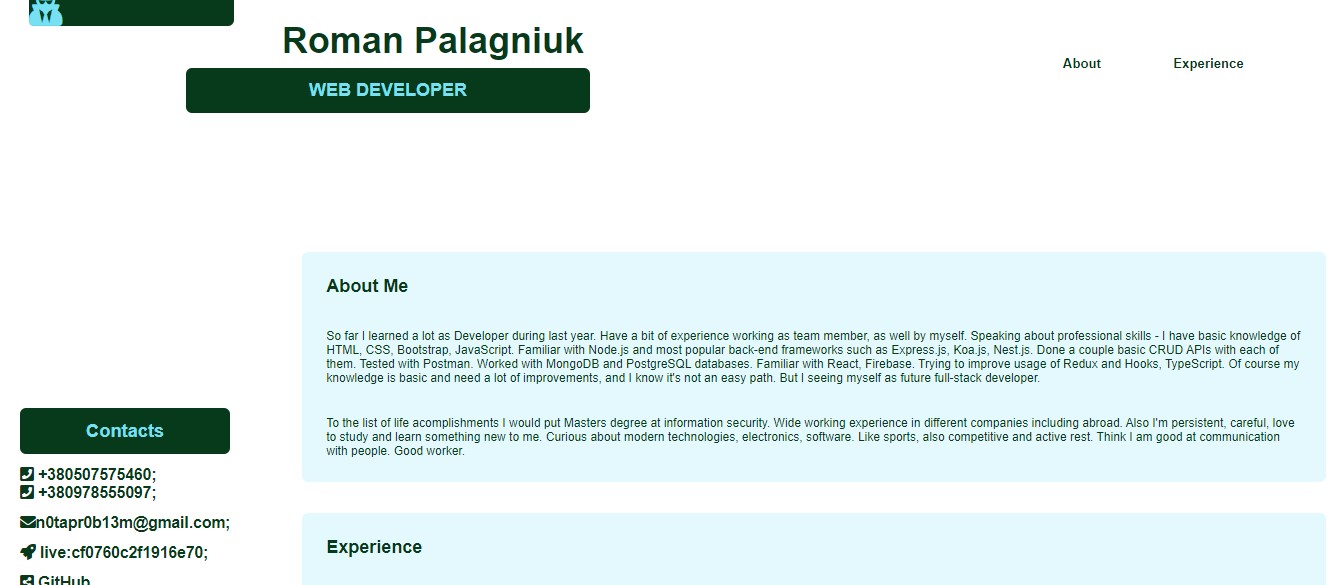 Roman Palagniuk
WEB DEVELOPER
About
Experience
About Me
So far I learned a lot as Developer during last year. Have a bit of experience working as team member, as well by myself. Speaking about professional skills - I have basic knowledge of
HTML, CSS, Bootstrap, JavaScript. Familiar with Node.js and most popular back-end frameworks such as Express.js, Koa.js, Nest.js. Done a couple basic CRUD APIs with each of
them. Tested with Postman. Worked with MongoDB and PostgreSQL databases. Familiar with React, Firebase. Trying to improve usage of Redux and Hooks, TypeScript. Of course my
knowledge is basic and need a lot of improvements, and I know it's not an easy path. But I seeing myself as future full-stack developer.
To the list of life acomplishments I would put Masters degree at information security. Wide working experience in different companies including abroad. Also I'm persistent, careful, love
to study and learn something new to me. Curious about modern technologies, electronics, software. Like sports, also competitive and active rest. Think I am good at communication
with people. Good worker.
Contacts
+380507575460;
+380978555097;
n0tapr0b13m@gmail.com;
live:cf0760c2f1916e70;
GitHub
Experience